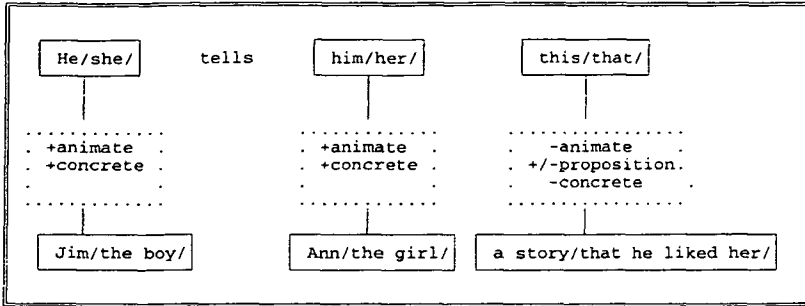 He/she/ tells him/her/ this/that/
+animate +animate -animate
+concrete +concrete +/-proposition.
-concrete
Jim/the boy/ Ann/the girl/ a story/that he liked her/